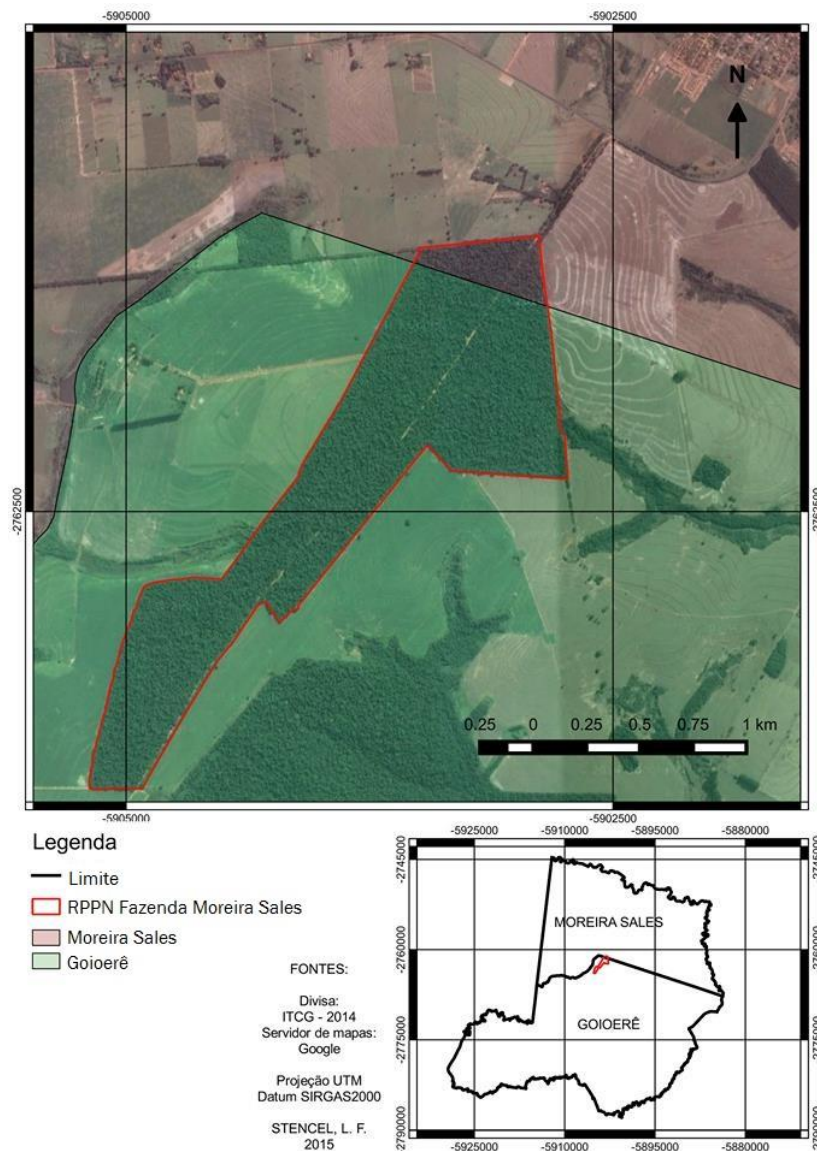 -5905000 -5902500
N
-2762500 -2762500
0.25 0 0.25 0.5 0.75 1 km
-5905000 -5902500
Legenda
Limite
RPPN Fazenda Moreira Sales
Moreira Sales
Goioerê
FONTES:
Divisa:
ITCG - 2014
Servidor de mapas:
Google
Projeção UTM
Datum SIRGAS2000
STENCEL, L. F.
2015
-5925000 -5910000 -5895000 -5880000
-2745000 -2745000
MOREIRA SALES
-2760000 -2760000
GOIOERÊ
-2775000 -2775000
-2790000 -2790000
-5925000 -5910000 -5895000 -5880000